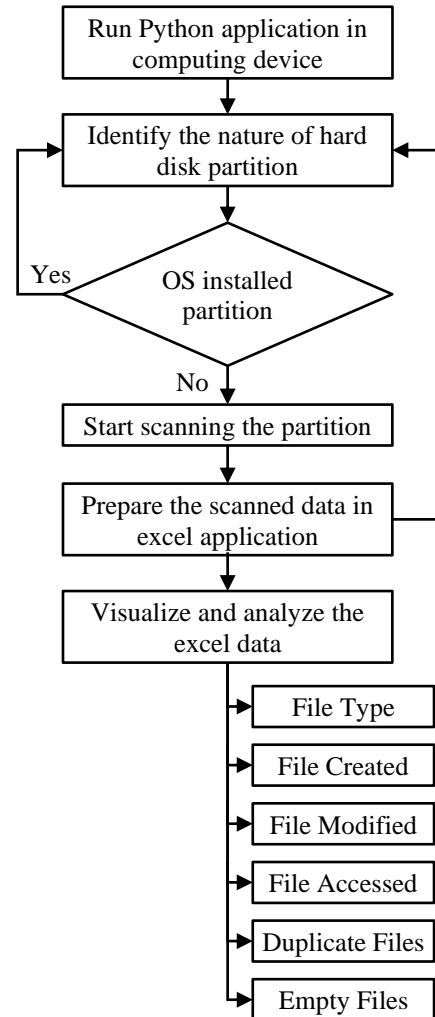 Run Python application in
computing device
Identify the nature of hard
disk partition
Yes
OS installed
partition
No
Start scanning the partition
Prepare the scanned data in
excel application
Visualize and analyze the
excel data
File Type
File Created
File Modified
File Accessed
Duplicate Files
Empty Files